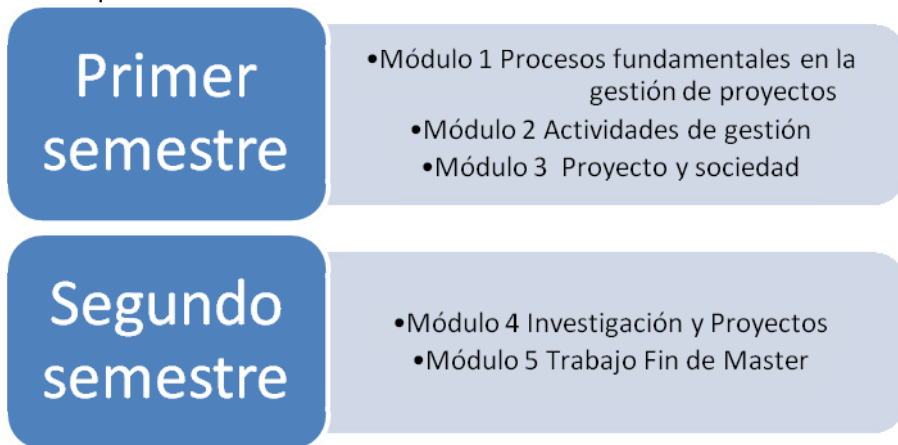 Primer
semestre
•Módulo 1 Procesos fundamentales en la
gestión de proyectos
•Módulo 2 Actividades de gestión
•Módulo 3  Proyecto y sociedad
Segundo
semestre
•Módulo 4 Investigación y Proyectos
•Módulo 5 Trabajo Fin de Master